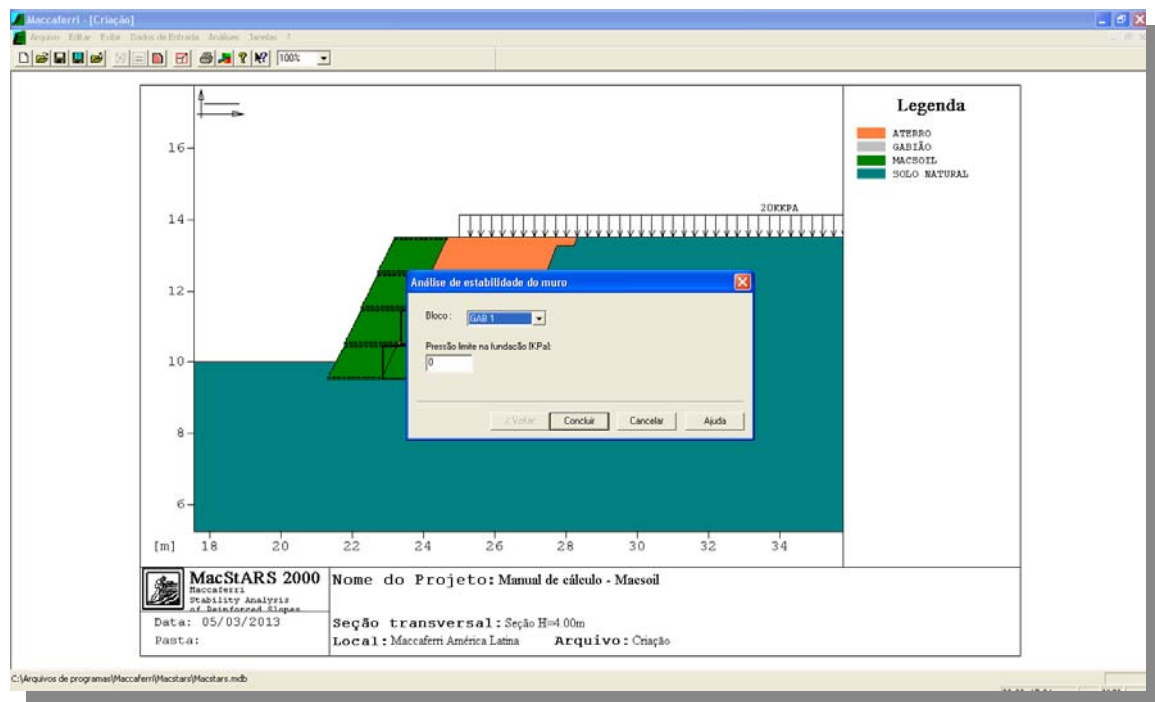 Maccaferri - [Criação]
Arquivo Editar Exibir Dados de Entrada Análises Janelas ?
100%
Legenda
ATERRO
GABIÃO
MACSOIL
SOLO NATURAL
16
14
12
10
8
6
20KKPA
Análise de estabilidade do muro
Bloco :
GAB 1
Pressão limite na fundacão [KPa]:
0
< Voltar
Concluir
Cancelar
Ajuda
[m] 18 20 22 24 26 28 30 32 34
MacStARS 2000
Maccaferri
Stability Analysis
of Reinforced Slopes
Nome do Projeto: Manual de cálculo - Macsoil
Data: 05/03/2013
Seção transversal: Seção H=4.00m
Pasta:
Local: Maccaferri América Latina Arquivo: Criação
C:\Arquivos de programas\Maccaferri\Macstars\Macstars.mdb